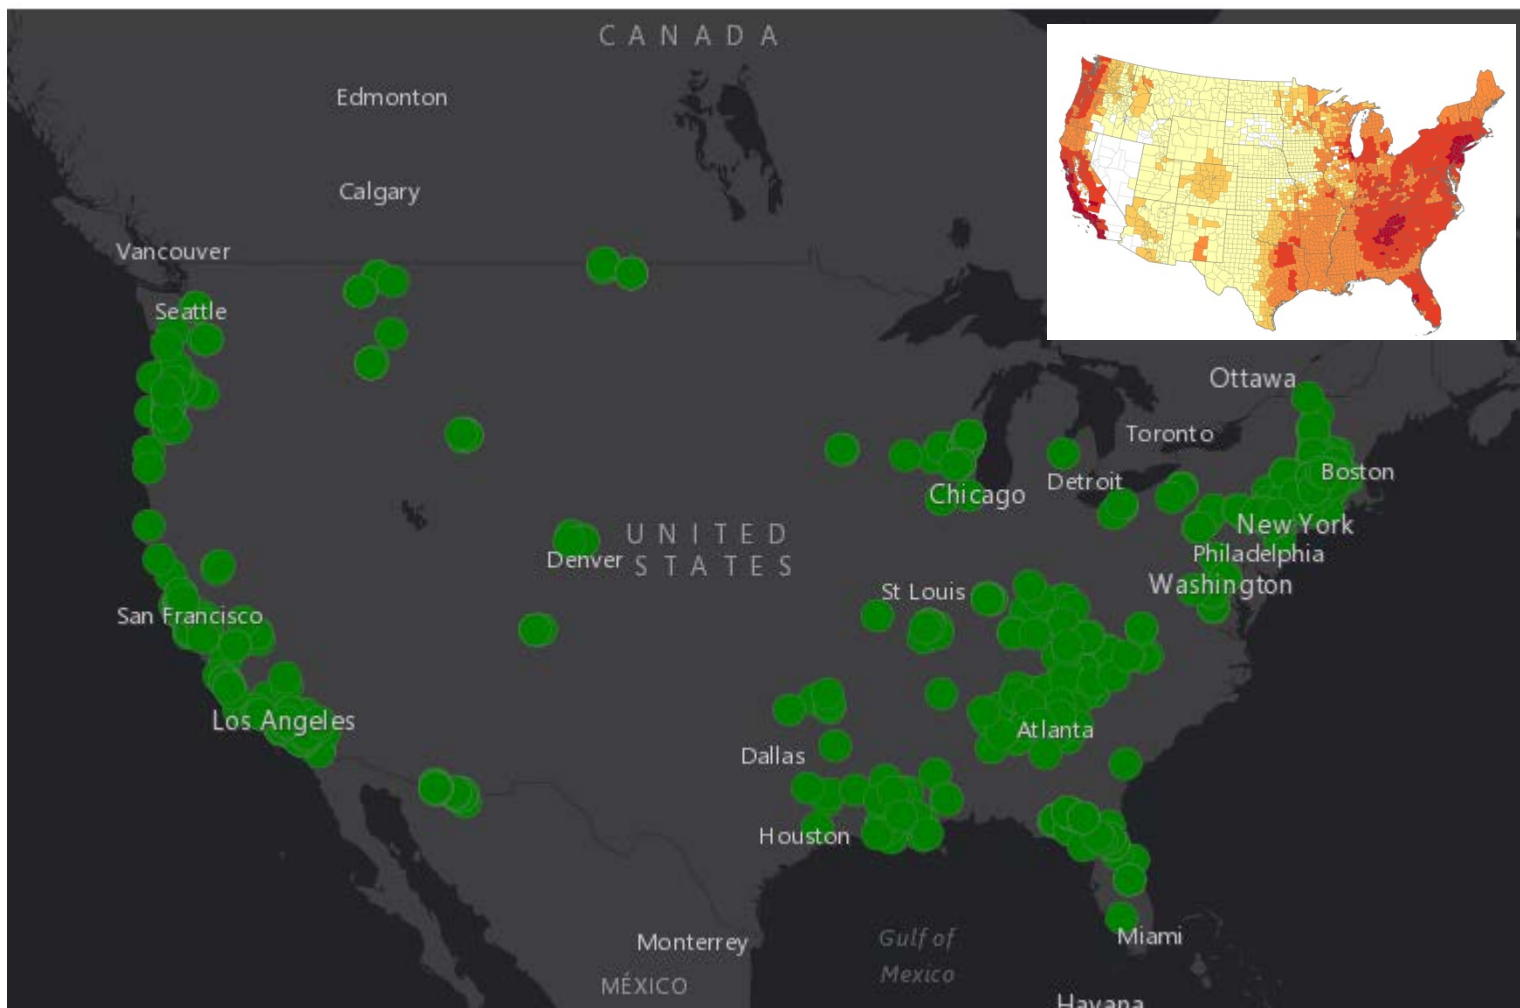 CANADA
Edmonton
Calgary
Vancouver
Seattle
Ottawa
Toronto
Boston
Detroit
Chicago
New York
UNITED
STATES
Denver
Philadelphia
Washington
St Louis
San Francisco
Los Angeles
Atlanta
Dallas
Houston
Miami
Gulf of
Mexico
Monterrey
MÉXICO
Havana